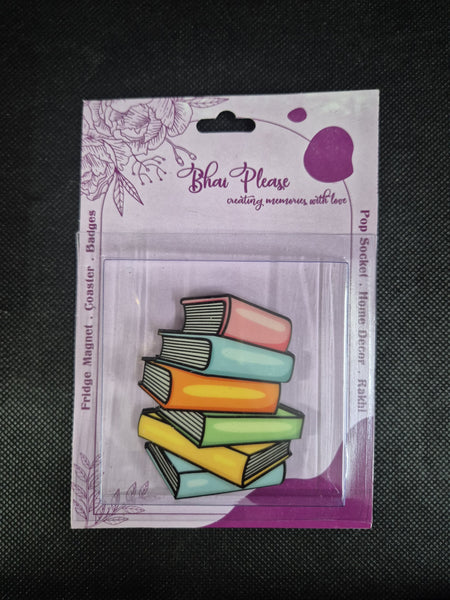 Bhai Please
creating memories with love
Fridge Magnet . Coaster . Badges
Pop Socket . Home Decor . Rakhi